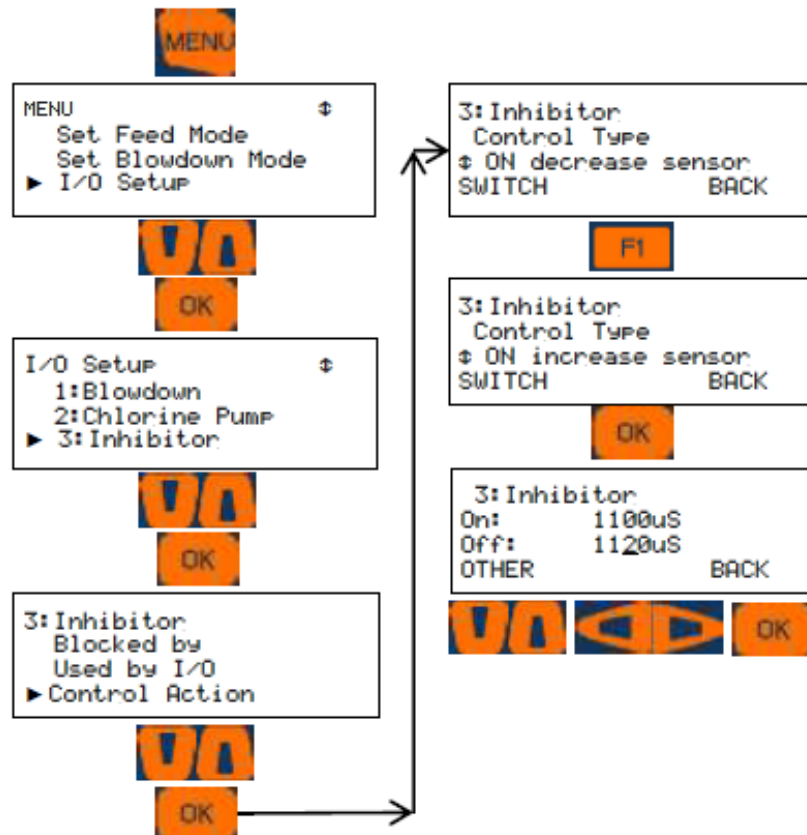 MENU
MENU ⇕
Set Feed Mode
Set Blowdown Mode
▶ I/O Setup
OK
I/O Setup ⇕
1:Blowdown
2:Chlorine Pump
▶ 3:Inhibitor
OK
3:Inhibitor
Blocked by
Used by I/O
▶Control Action
OK
3:Inhibitor
Control Type
⇕ ON decrease sensor
SWITCH BACK
F1
3:Inhibitor
Control Type
⇕ ON increase sensor
SWITCH BACK
OK
3:Inhibitor
On: 1100uS
Off: 1120uS
OTHER BACK
OK